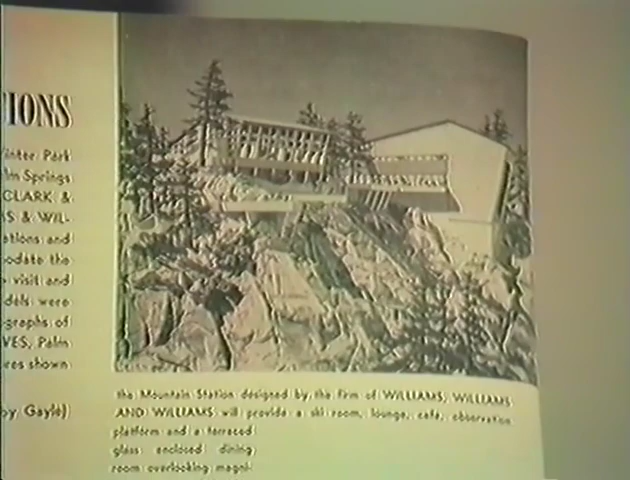 IONS
inter Park
lm Springs
CLARK &
S & WIL-
ations and
odate the
visit and
dels were
graphs of
VES, Palm
res shown
by Gayle)
the Mountain Station designed by the firm of WILLIAMS, WILLIAMS
AND WILLIAMS will provide a ski room, lounge, café, observation
platform and a terraced
glass enclosed dining
room overlooking magni-